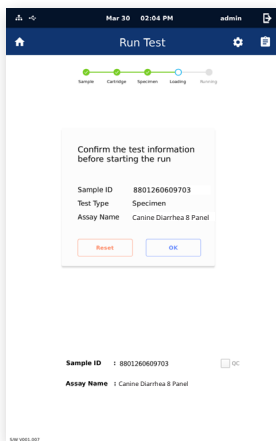 Mar 30 02:04 PM admin
Run Test
Sample Cartridge Specimen Loading Running
Confirm the test information
before starting the run
Sample ID 8801260609703
Test Type Specimen
Assay Name Canine Diarrhea 8 Panel
Reset OK
Sample ID : 8801260609703 QC
Assay Name : Canine Diarrhea 8 Panel
S/W V001.007